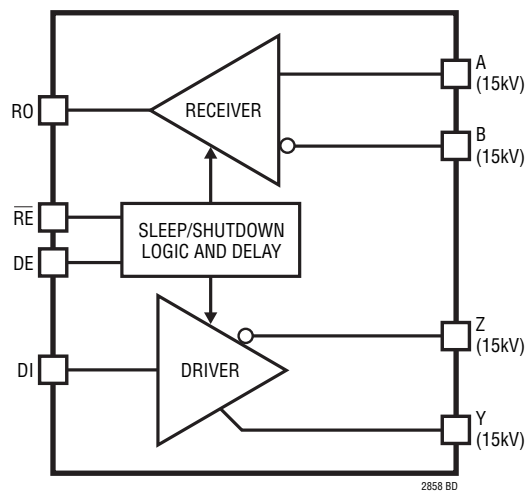 A
(15kV)
RO
RECEIVER
B
(15kV)
RE
SLEEP/SHUTDOWN
LOGIC AND DELAY
DE
Z
(15kV)
DI
DRIVER
Y
(15kV)
2858 BD